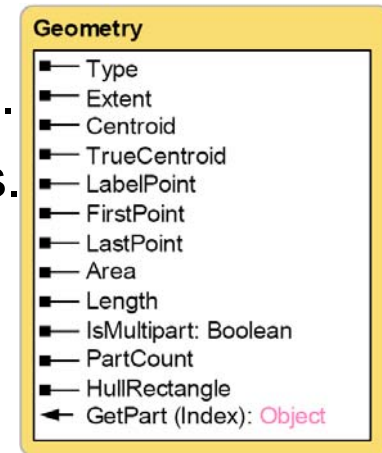 Geometry
Type
Extent
Centroid
TrueCentroid
LabelPoint
FirstPoint
LastPoint
Area
Length
IsMultipart: Boolean
PartCount
HullRectangle
GetPart (Index): Object
.
s.